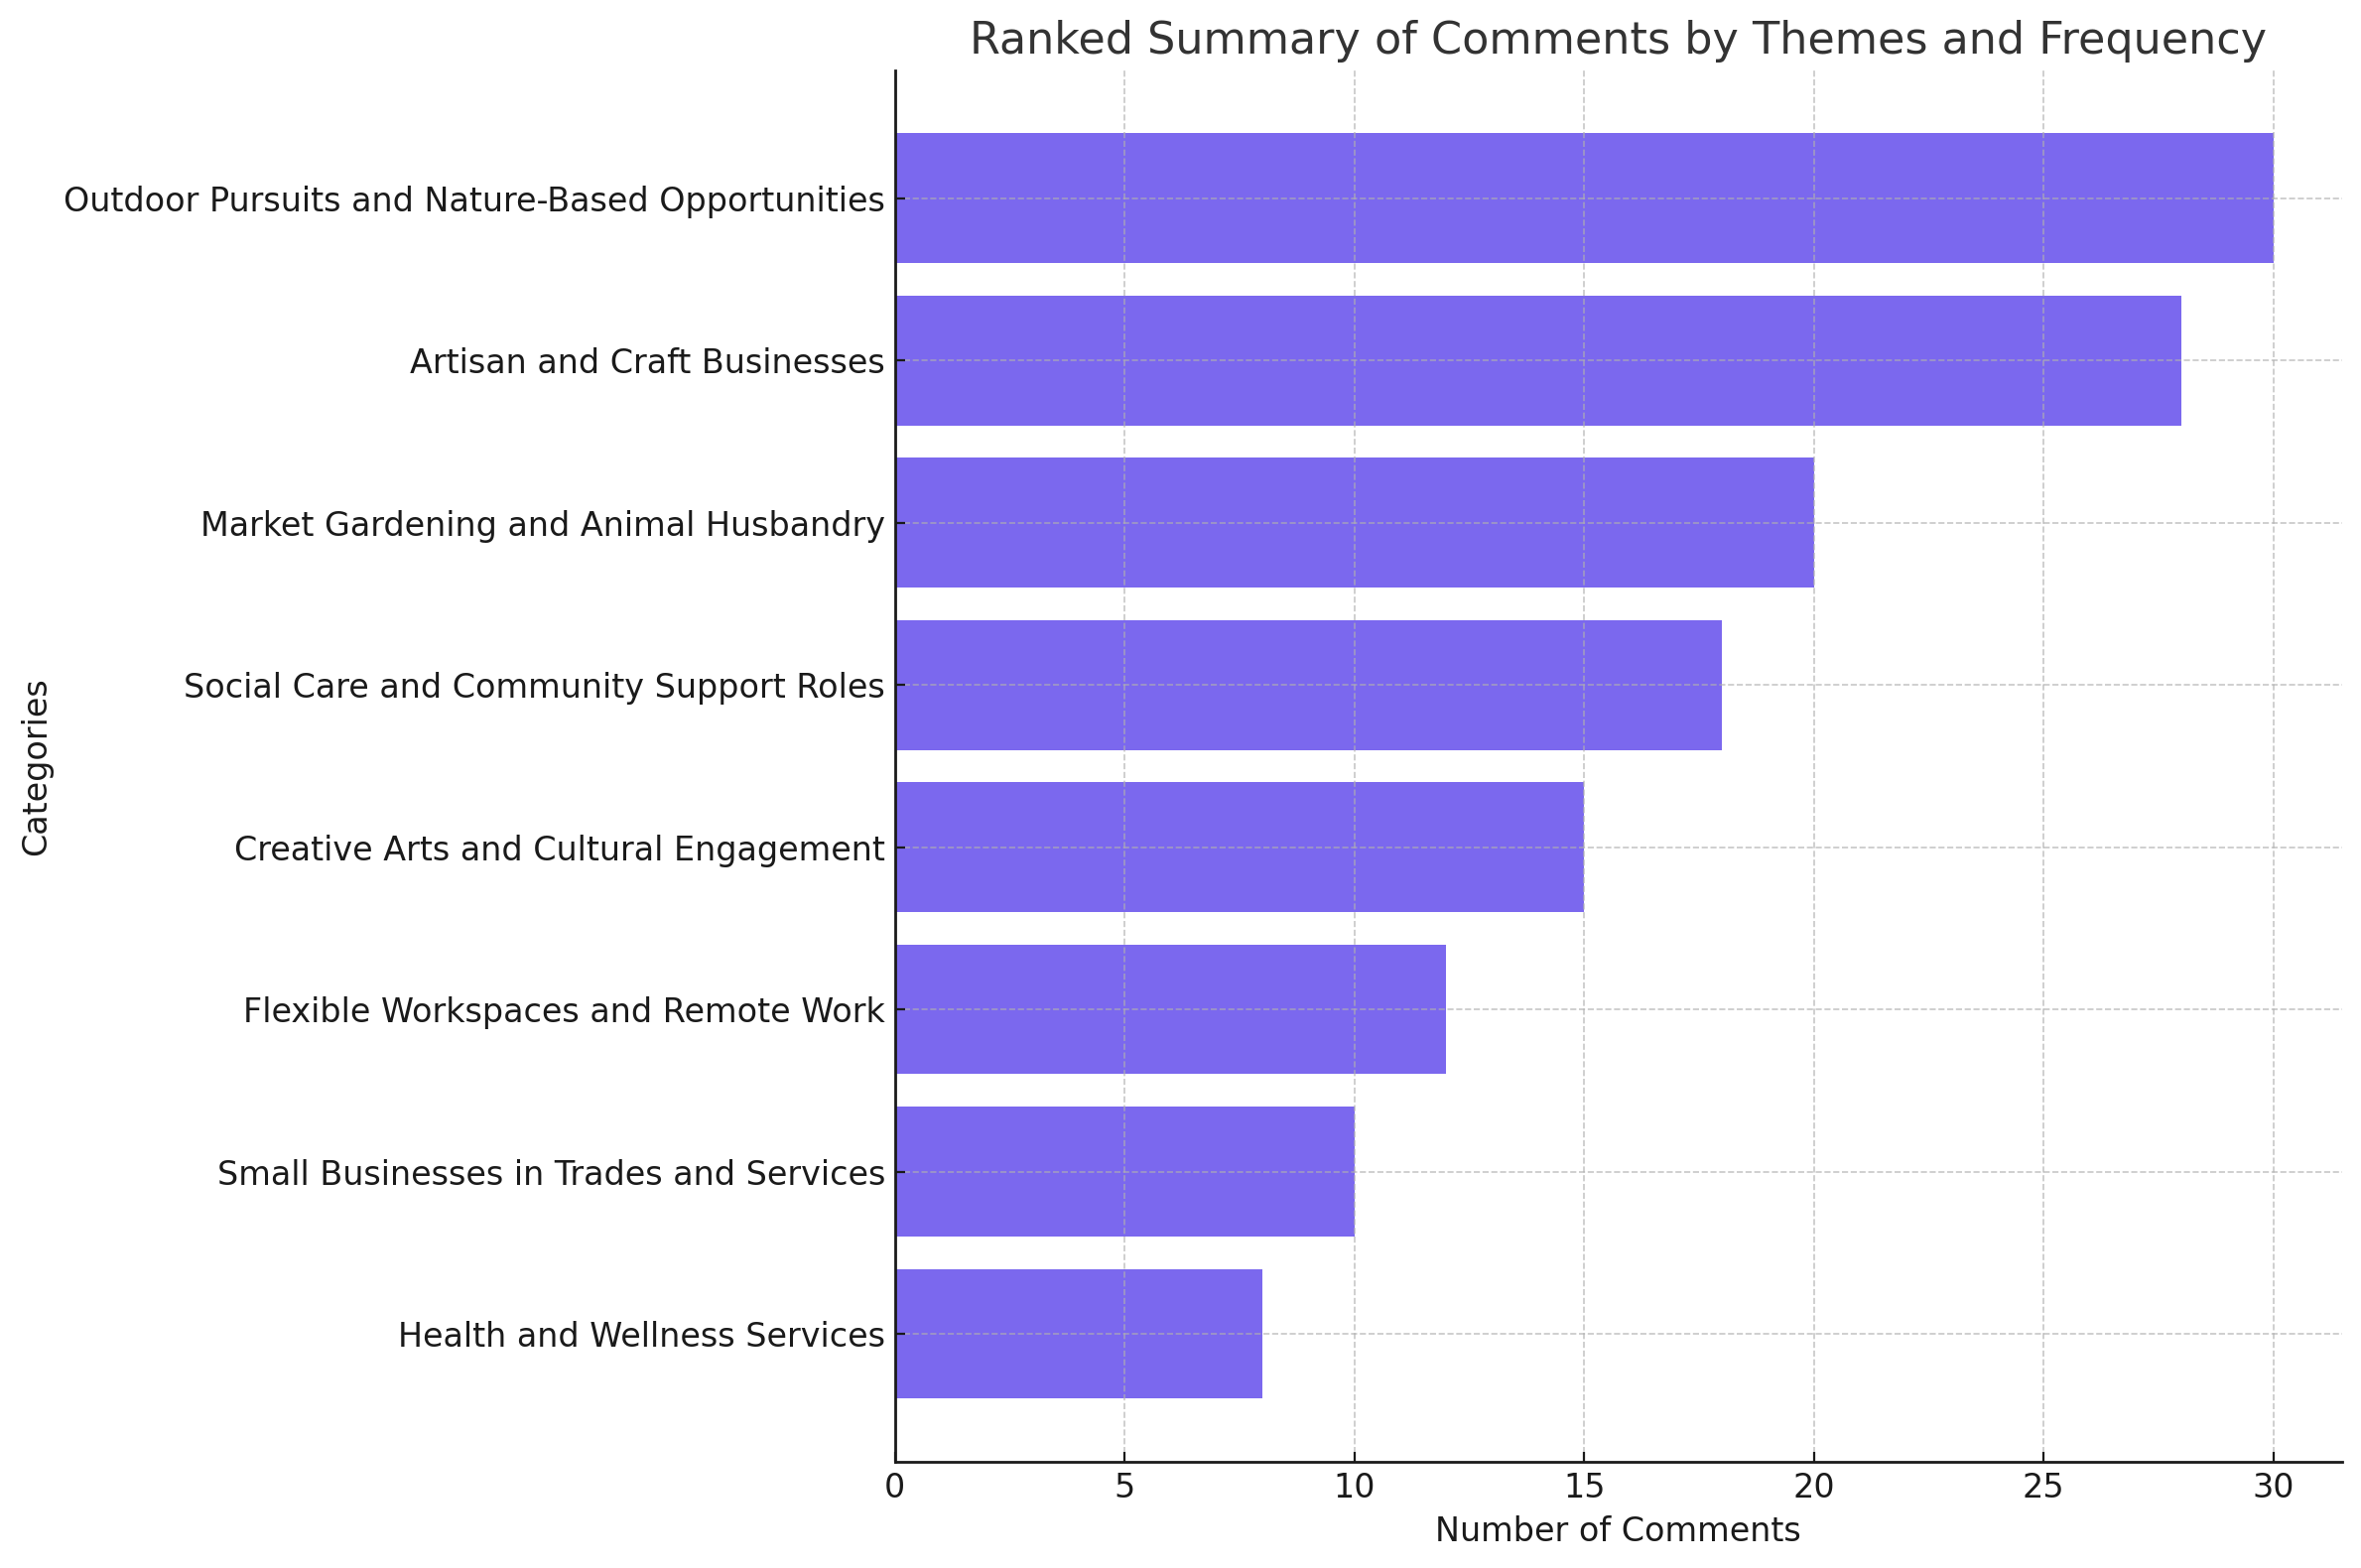 Ranked Summary of Comments by Themes and Frequency
Outdoor Pursuits and Nature-Based Opportunities
Artisan and Craft Businesses
Market Gardening and Animal Husbandry
Social Care and Community Support Roles
Creative Arts and Cultural Engagement
Flexible Workspaces and Remote Work
Small Businesses in Trades and Services
Health and Wellness Services
Categories
0 5 10 15 20 25 30
Number of Comments